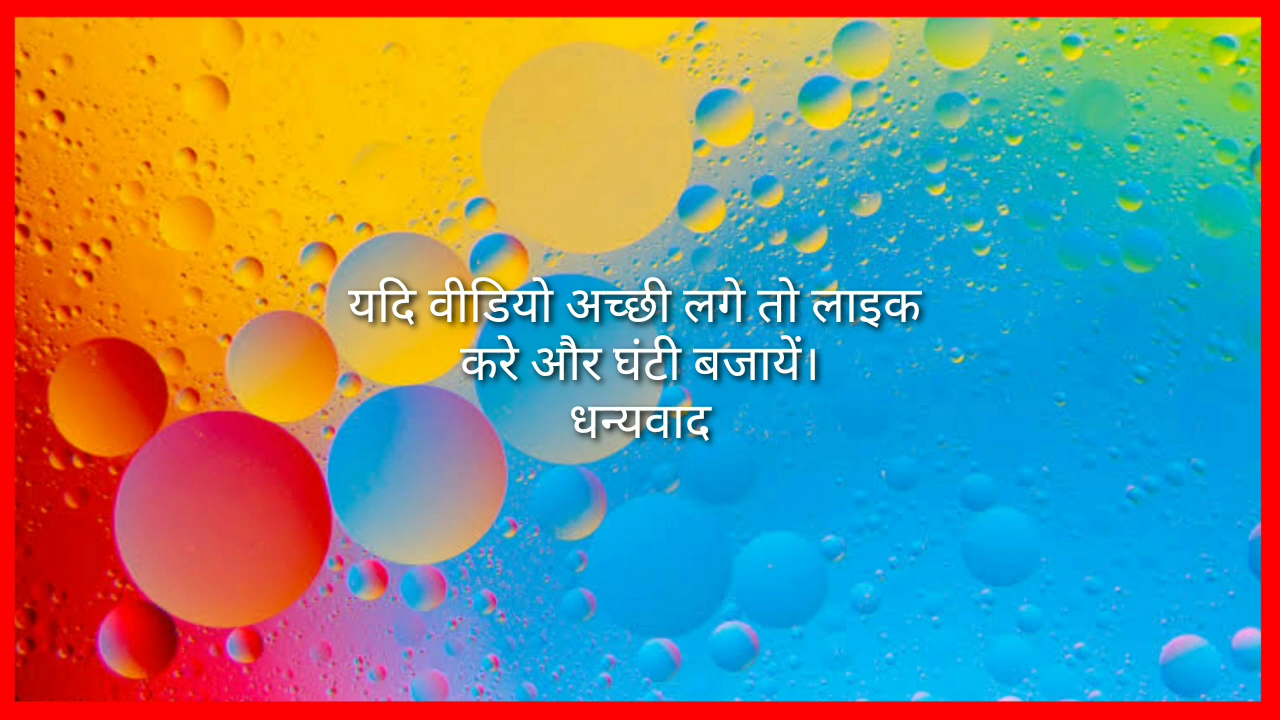 यदि वीडियो अच्छी लगे तो लाइक
करे और घंटी बजायें।
धन्यवाद